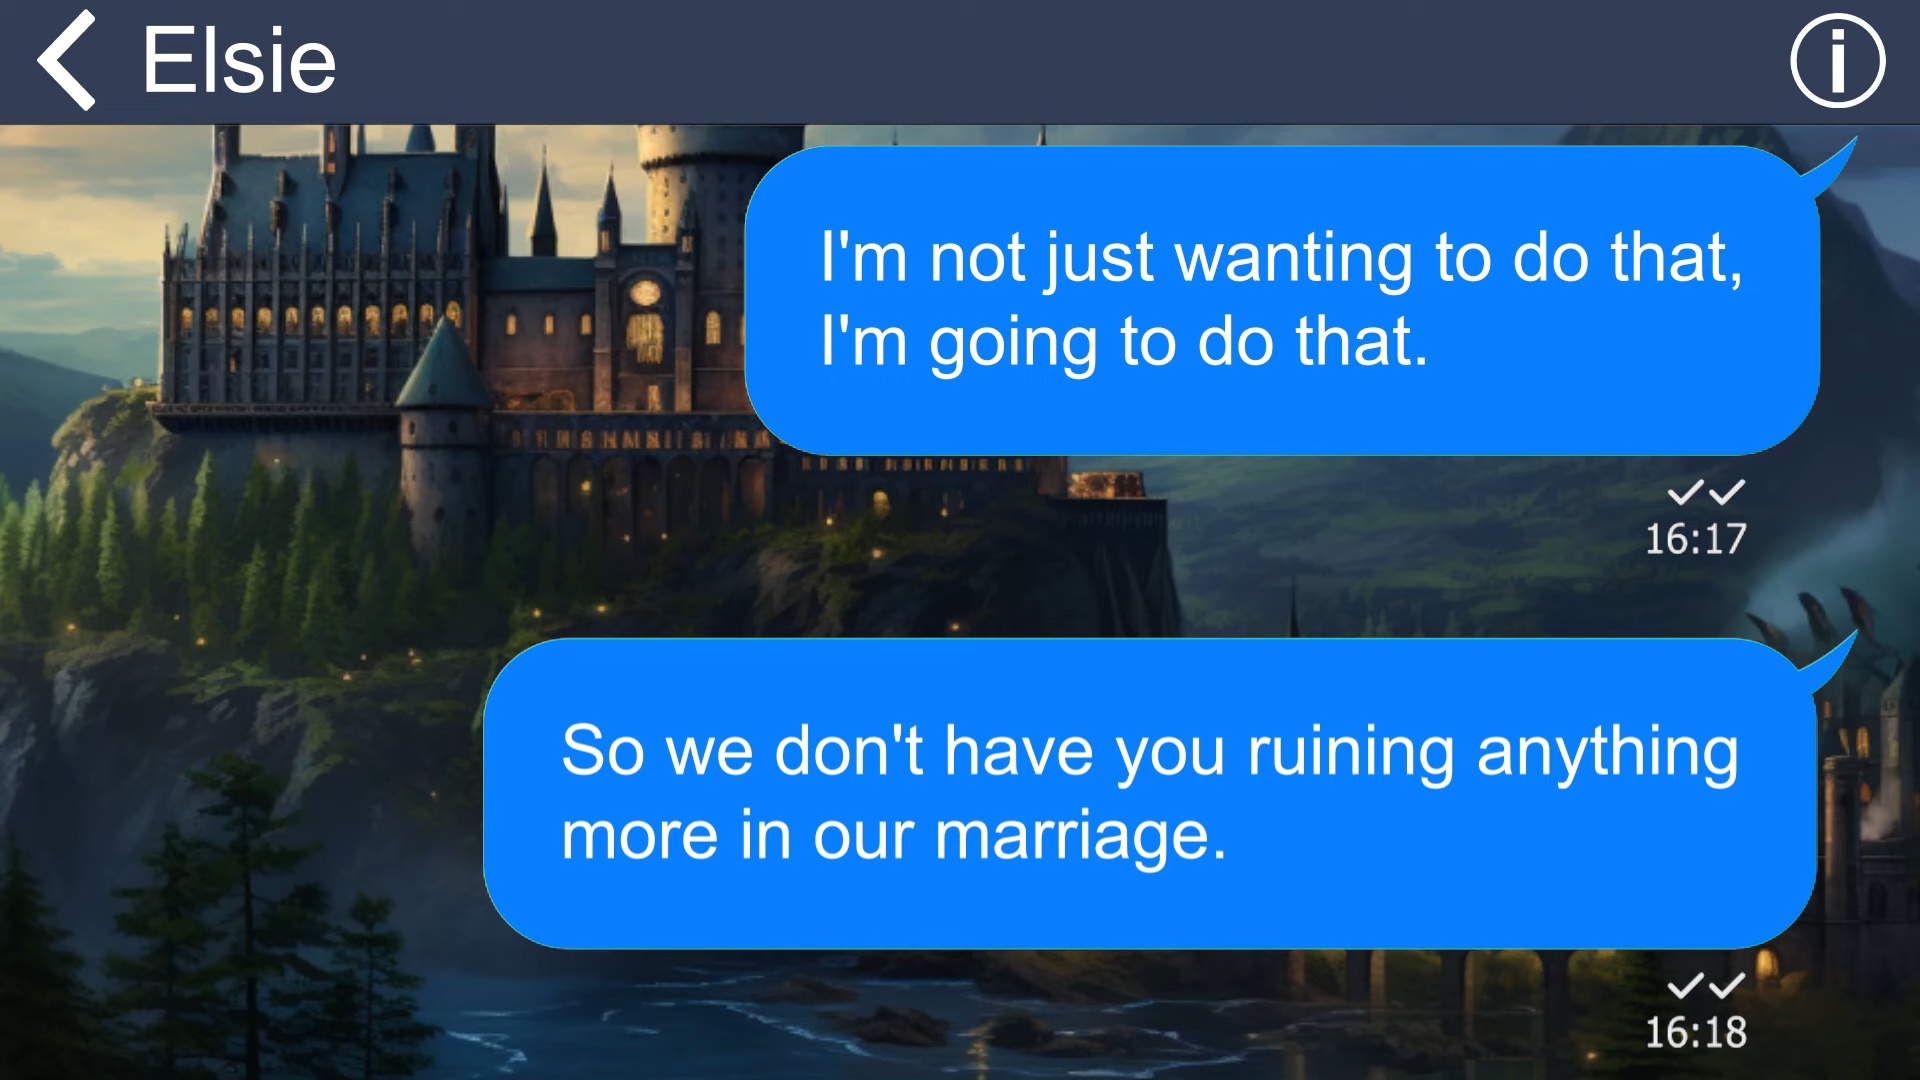 Elsie
I'm not just wanting to do that,
I'm going to do that.
16:17
So we don't have you ruining anything
more in our marriage.
16:18